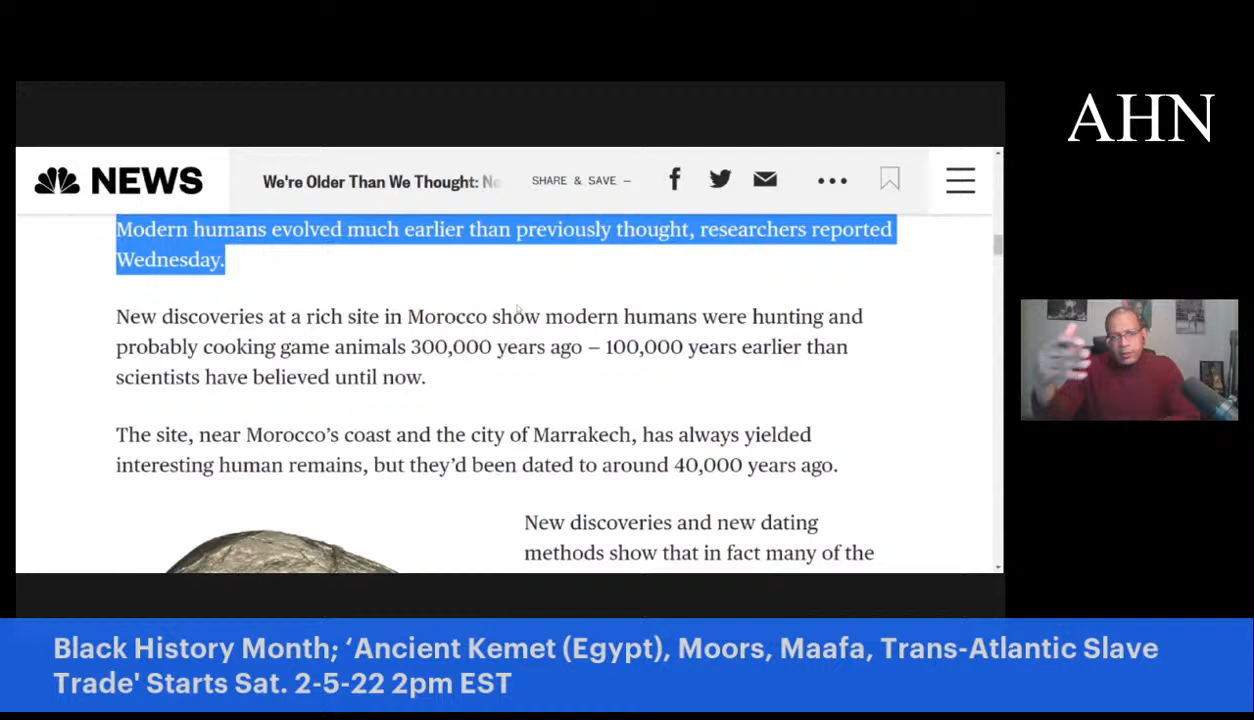 AHN
NEWS
We're Older Than We Thought:
SHARE & SAVE –
Modern humans evolved much earlier than previously thought, researchers reported
Wednesday.
New discoveries at a rich site in Morocco show modern humans were hunting and
probably cooking game animals 300,000 years ago – 100,000 years earlier than
scientists have believed until now.
The site, near Morocco’s coast and the city of Marrakech, has always yielded
interesting human remains, but they’d been dated to around 40,000 years ago.
New discoveries and new dating
methods show that in fact many of the
Black History Month; ‘Ancient Kemet (Egypt), Moors, Maafa, Trans-Atlantic Slave
Trade' Starts Sat. 2-5-22 2pm EST